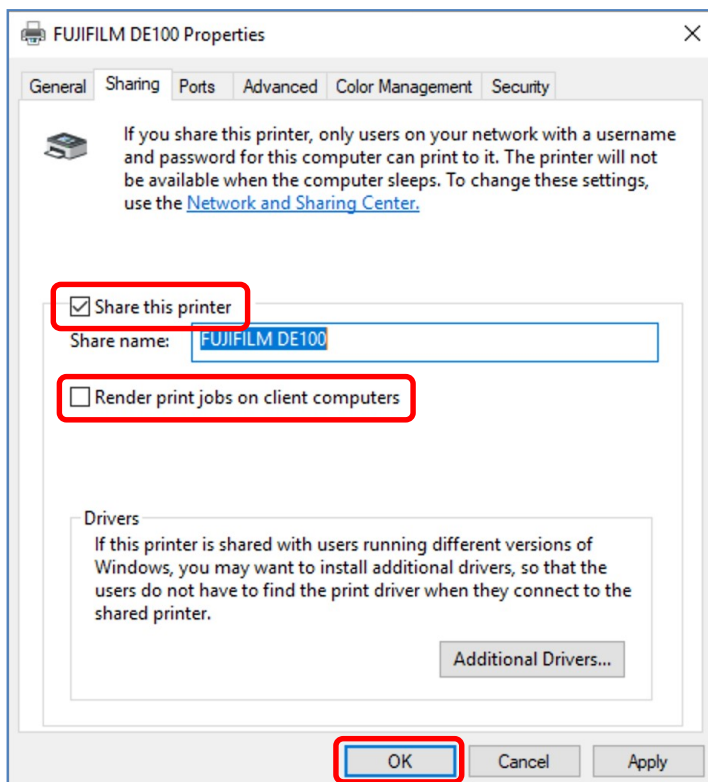 FUJIFILM DE100 Properties
General Sharing Ports Advanced Color Management Security
If you share this printer, only users on your network with a username
and password for this computer can print to it. The printer will not
be available when the computer sleeps. To change these settings,
use the Network and Sharing Center.
Share this printer
Share name: FUJIFILM DE100
Render print jobs on client computers
Drivers
If this printer is shared with users running different versions of
Windows, you may want to install additional drivers, so that the
users do not have to find the print driver when they connect to the
shared printer.
Additional Drivers...
OK Cancel Apply